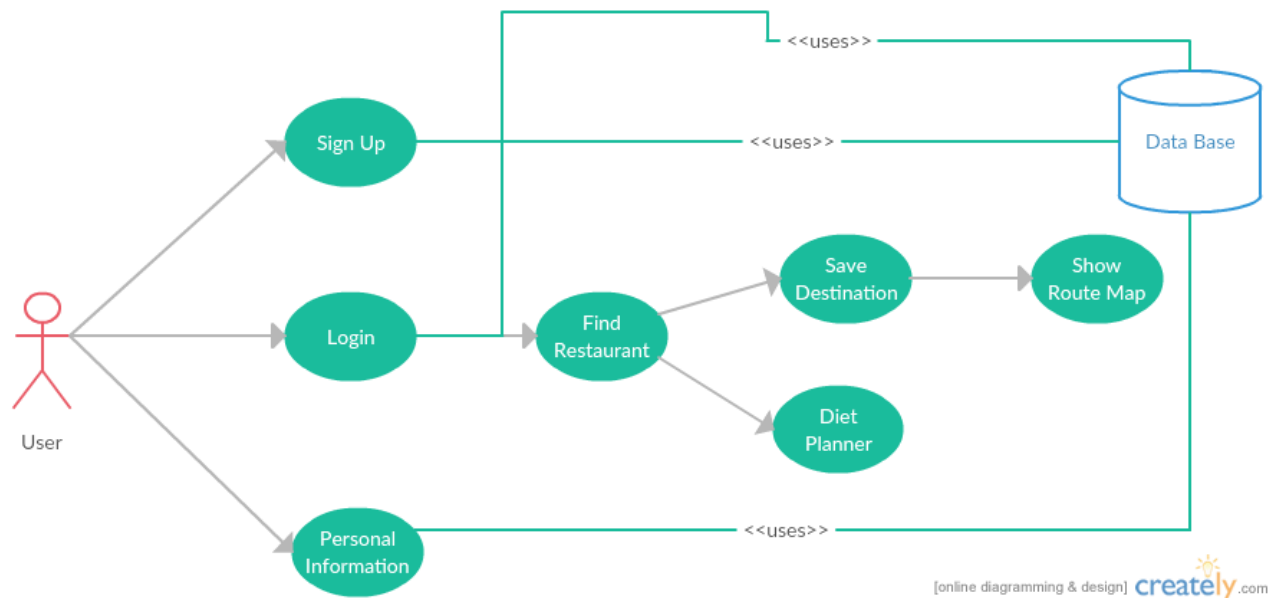 <<uses>>
Sign Up
<<uses>>
Data Base
Save
Destination
Show
Route Map
Login
Find
Restaurant
Diet
Planner
User
Personal
Information
<<uses>>
[online diagramming & design] creately.com